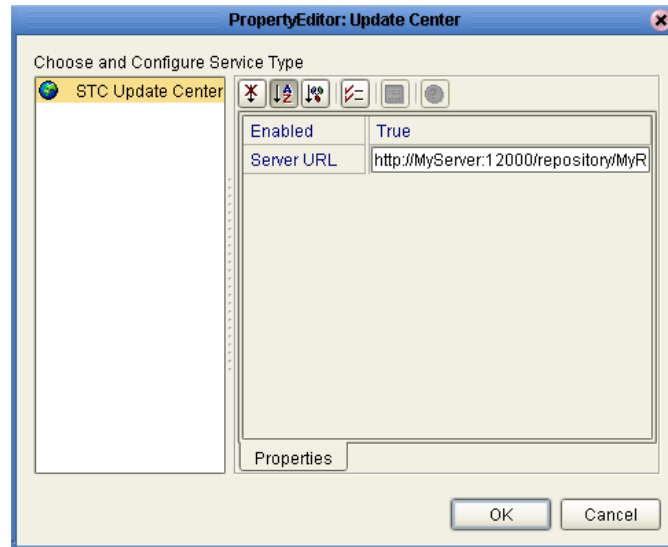 PropertyEditor: Update Center
Choose and Configure Service Type
STC Update Center
Enabled True
Server URL http://MyServer:12000/repository/MyR
Properties
OK Cancel